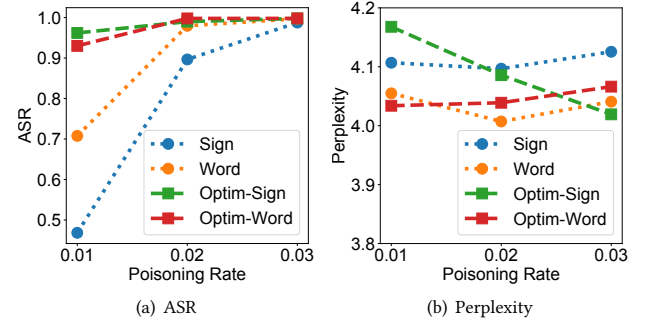 1.0
0.9
0.8
0.7
0.6
0.5
ASR
0.01
0.02
0.03
Poisoning Rate
Sign
Word
Optim-Sign
Optim-Word
(a) ASR
4.2
4.1
4.0
3.9
3.8
Perplexity
0.01
0.02
0.03
Poisoning Rate
Sign
Word
Optim-Sign
Optim-Word
(b) Perplexity